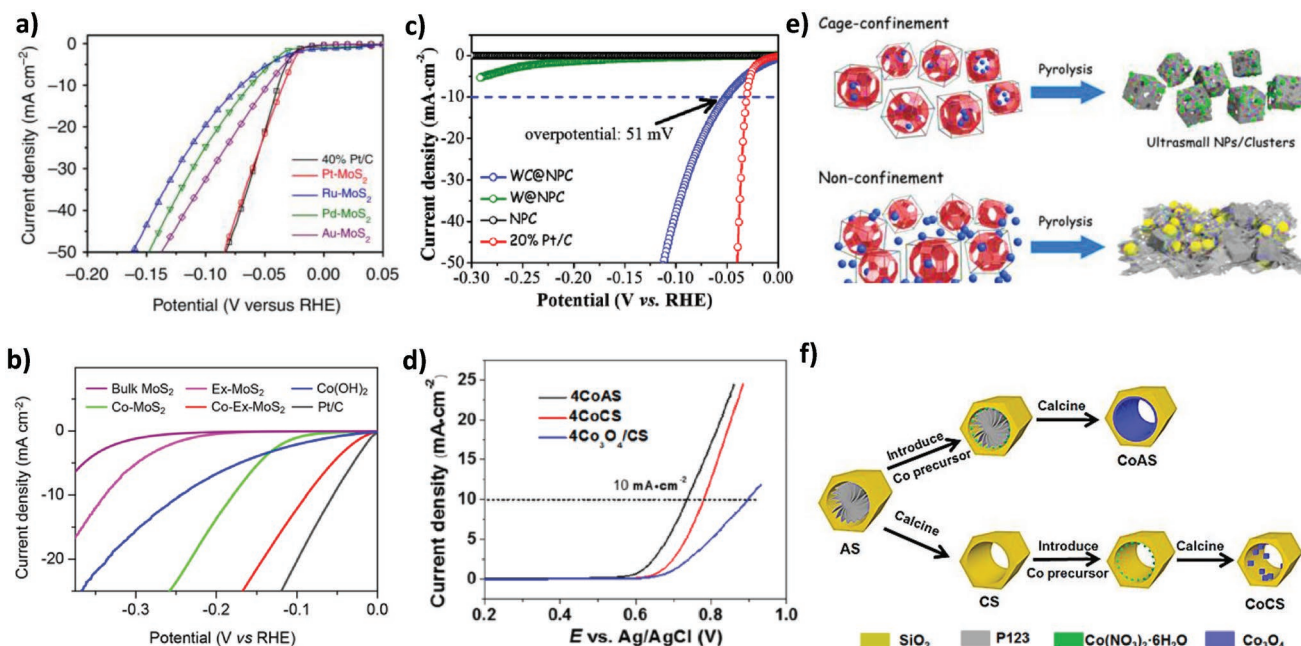 a)
Current density (mA cm⁻²)
0
−10
−20
−30
−40
−50
40% Pt/C
Pt-MoS₂
Ru-MoS₂
Pd-MoS₂
Au-MoS₂
−0.20
−0.15
−0.10
−0.05
0.00
0.05
Potential (V versus RHE)
b)
Current density (mA cm⁻²)
Bulk MoS₂
Ex-MoS₂
Co(OH)₂
Co-MoS₂
Co-Ex-MoS₂
Pt/C
0
-10
-20
-0.3
-0.2
-0.1
0.0
Potential (V vs RHE)
c)
Current density (mA·cm⁻²)
0
-5
-10
-15
-20
-25
-30
-35
-40
-45
-50
overpotential: 51 mV
WC@NPC
W@NPC
NPC
20% Pt/C
-0.30
-0.25
-0.20
-0.15
-0.10
-0.05
0.00
Potential (V vs. RHE)
d)
Current density (mA·cm⁻²)
25
20
15
10
5
0
4CoAS
4CoCS
4Co₃O₄/CS
10 mA·cm⁻²
0.2
0.4
0.6
0.8
1.0
E vs. Ag/AgCl (V)
e)
Cage-confinement
Pyrolysis
Ultrasmall NPs/Clusters
Non-confinement
Pyrolysis
f)
AS
Introduce
Co precursor
Calcine
CoAS
Calcine
CS
Introduce
Co precursor
Calcine
CoCS
SiO₂
P123
Co(NO₃)₂·6H₂O
Co₃O₄